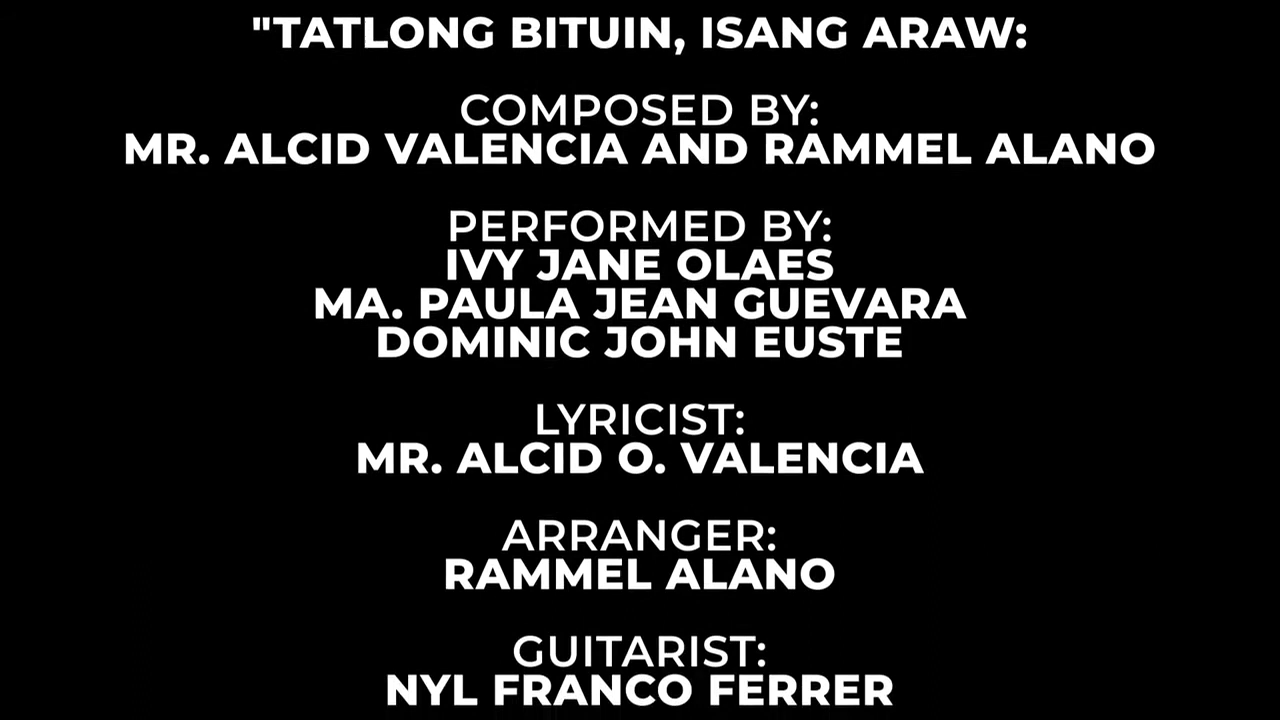 "TATLONG BITUIN, ISANG ARAW:
COMPOSED BY:
MR. ALCID VALENCIA AND RAMMEL ALANO
PERFORMED BY:
IVY JANE OLAES
MA. PAULA JEAN GUEVARA
DOMINIC JOHN EUSTE
LYRICIST:
MR. ALCID O. VALENCIA
ARRANGER:
RAMMEL ALANO
GUITARIST:
NYL FRANCO FERRER